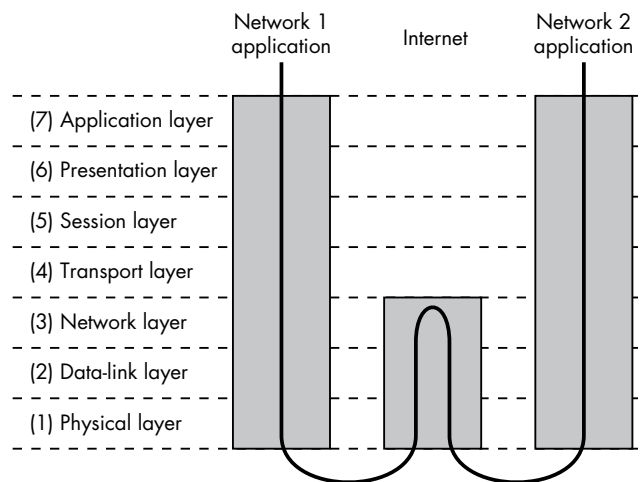 Network 1
application
Internet
Network 2
application
(7) Application layer
(6) Presentation layer
(5) Session layer
(4) Transport layer
(3) Network layer
(2) Data-link layer
(1) Physical layer